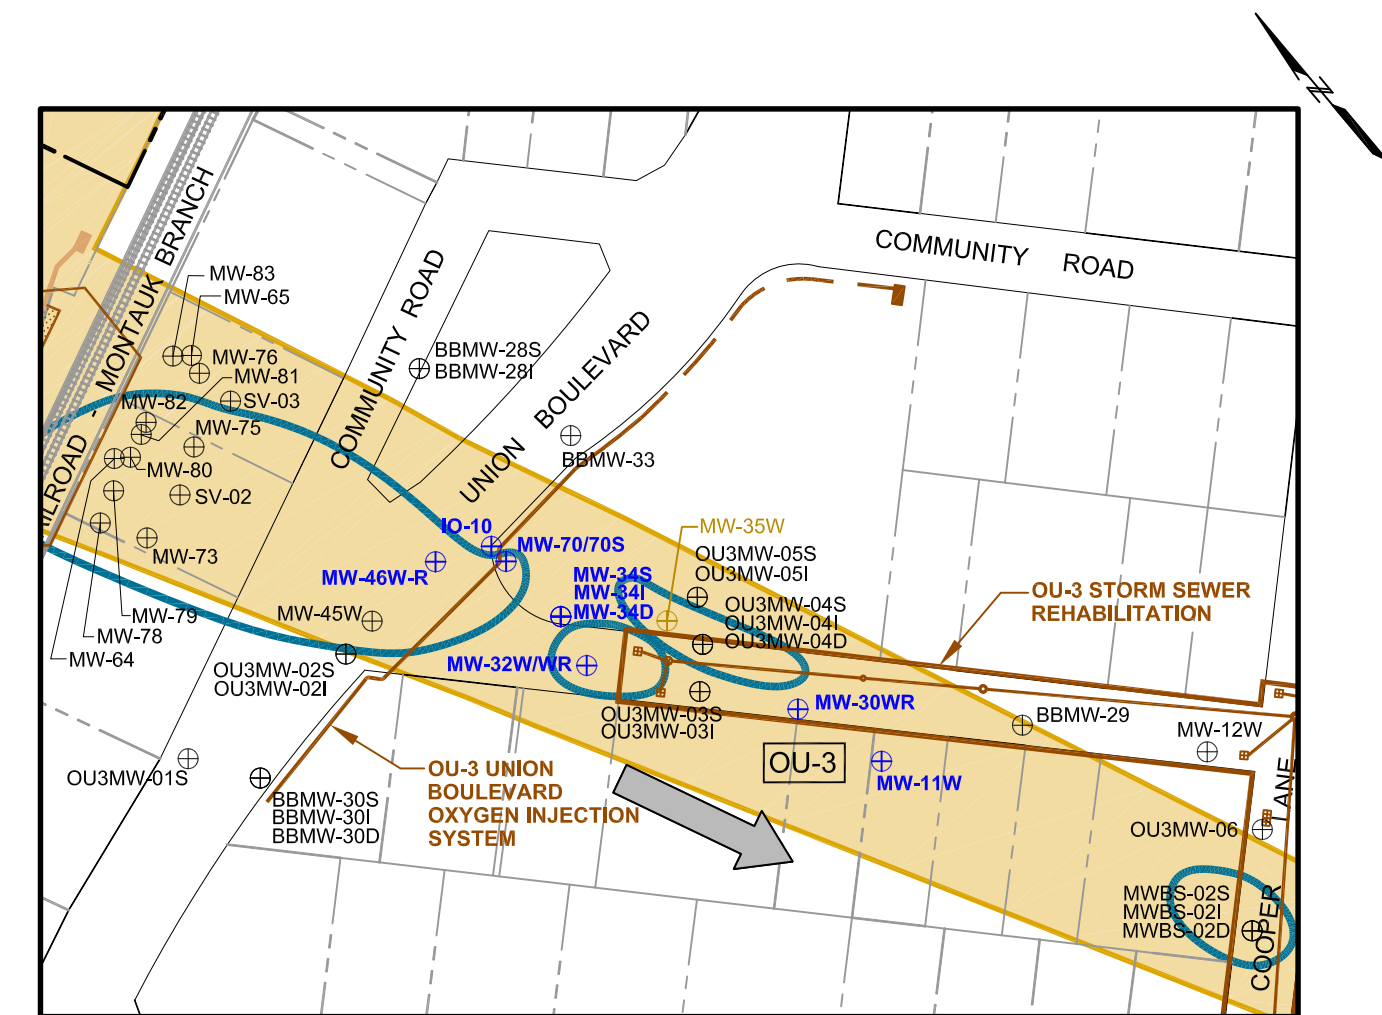 N
COMMUNITY ROAD
MONTAUK BRANCH
MW-83
MW-65
COMMUNITY ROAD
UNION BOULEVARD
BBMW-28S
BBMW-28I
MW-76
MW-81
SV-03
MW-82
MW-75
BBMW-33
MW-80
SV-02
MW-73
IO-10
MW-70/70S
MW-35W
MW-46W-R
MW-34S
MW-34I
MW-34D
OU3MW-05S
OU3MW-05I
OU3MW-04S
OU3MW-04I
OU3MW-04D
OU-3 STORM SEWER
REHABILITATION
MW-79
MW-78
MW-64
MW-45W
OU3MW-02S
OU3MW-02I
MW-32W/WR
OU3MW-03S
OU3MW-03I
MW-30WR
BBMW-29
MW-12W
OU-3
MW-11W
OU3MW-01S
BBMW-30S
BBMW-30I
BBMW-30D
OU-3 UNION
BOULEVARD
OXYGEN INJECTION
SYSTEM
OU3MW-06
MWBS-02S
MWBS-02I
MWBS-02D
COOPER LANE